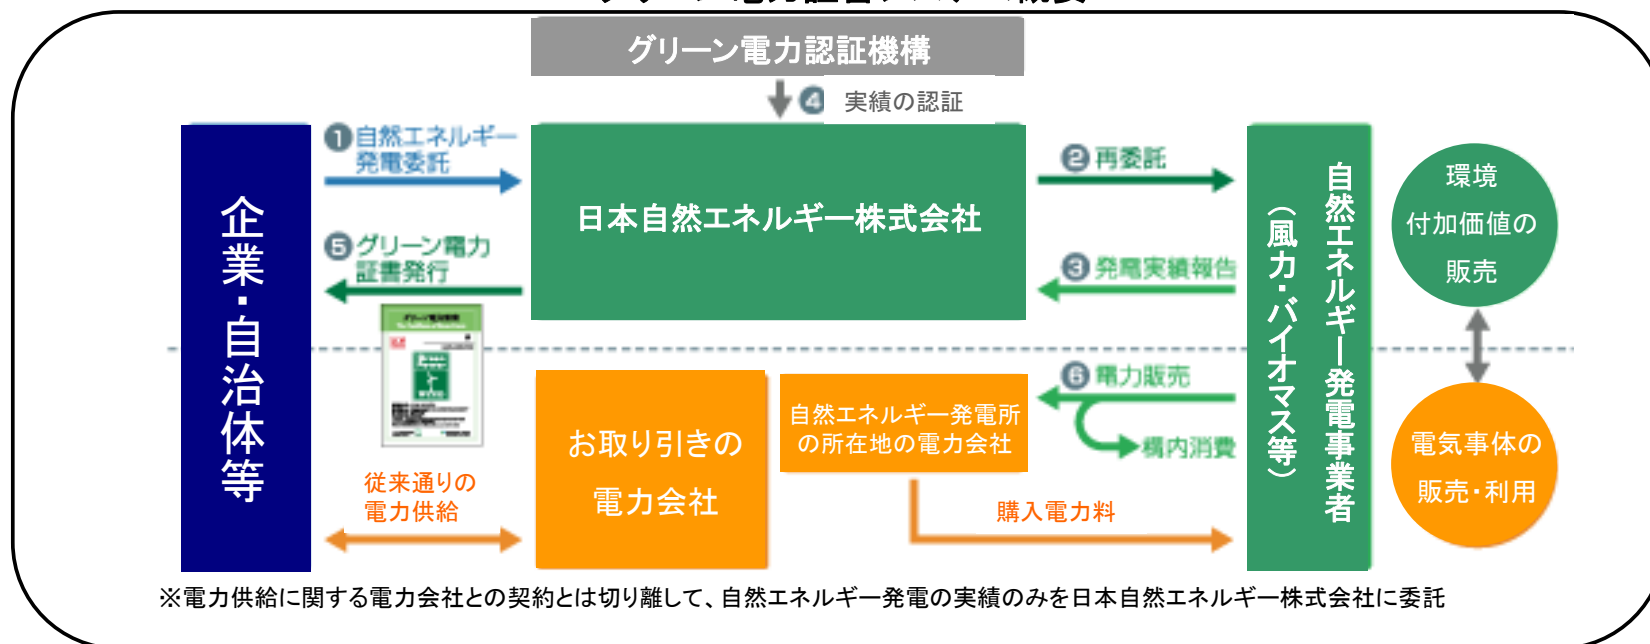 グリーン電力認証機構
④ 実績の認証
企業・自治体等
① 自然エネルギー
発電委託
日本自然エネルギー株式会社
② 再委託
自然エネルギー発電事業者
（風力・バイオマス等）
環境
付加価値の
販売
⑤ グリーン電力
証書発行
③ 発電実績報告
お取り引きの
電力会社
自然エネルギー発電所
の所在地の電力会社
⑥ 電力販売
構内消費
電気事体の
販売・利用
従来通りの
電力供給
購入電力料
※電力供給に関する電力会社との契約とは切り離して、自然エネルギー発電の実績のみを日本自然エネルギー株式会社に委託